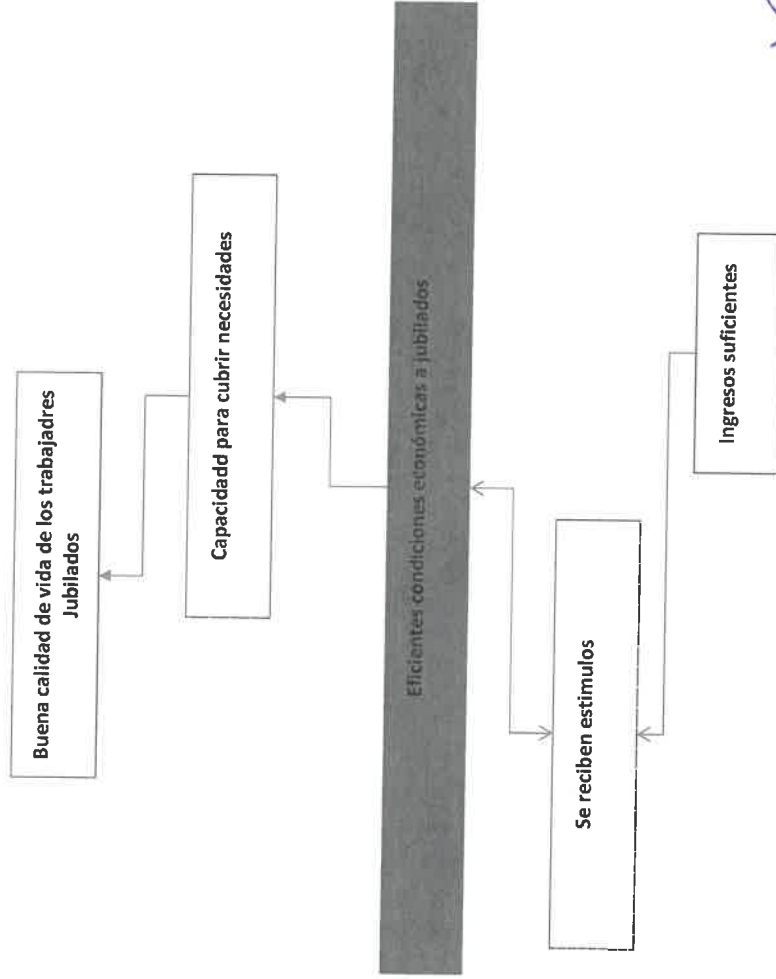 Buena calidad de vida de los trabajadres
Jubilados
Capacidadd para cubrir necesidades
Eficientes condiciones económicas a jubilados
Se reciben estimulos
Ingresos suficientes